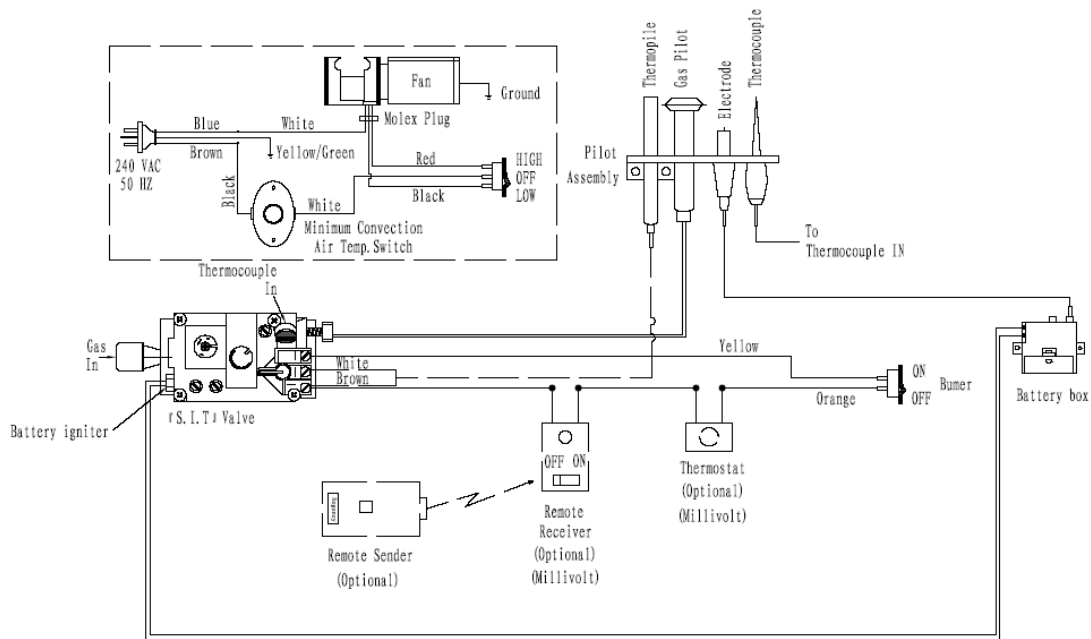 Fan
Ground
Molex Plug
Blue
White
Brown
Yellow/Green
240 VAC
50 HZ
Red
HIGH
OFF
LOW
Black
Black
White
Minimum Convection
Air Temp. Switch
Thermopile
Gas Pilot
Electrode
Thermocouple
Pilot
Assembly
To
Thermocouple IN
Thermocouple
In
Gas
In
White
Brown
Yellow
Orange
ON
OFF
Bumer
Battery box
Battery igniter
『S.I.T』Valve
OFF ON
Remote
Receiver
(Optional)
(Millivolt)
Thermostat
(Optional)
(Millivolt)
Remote Sender
(Optional)